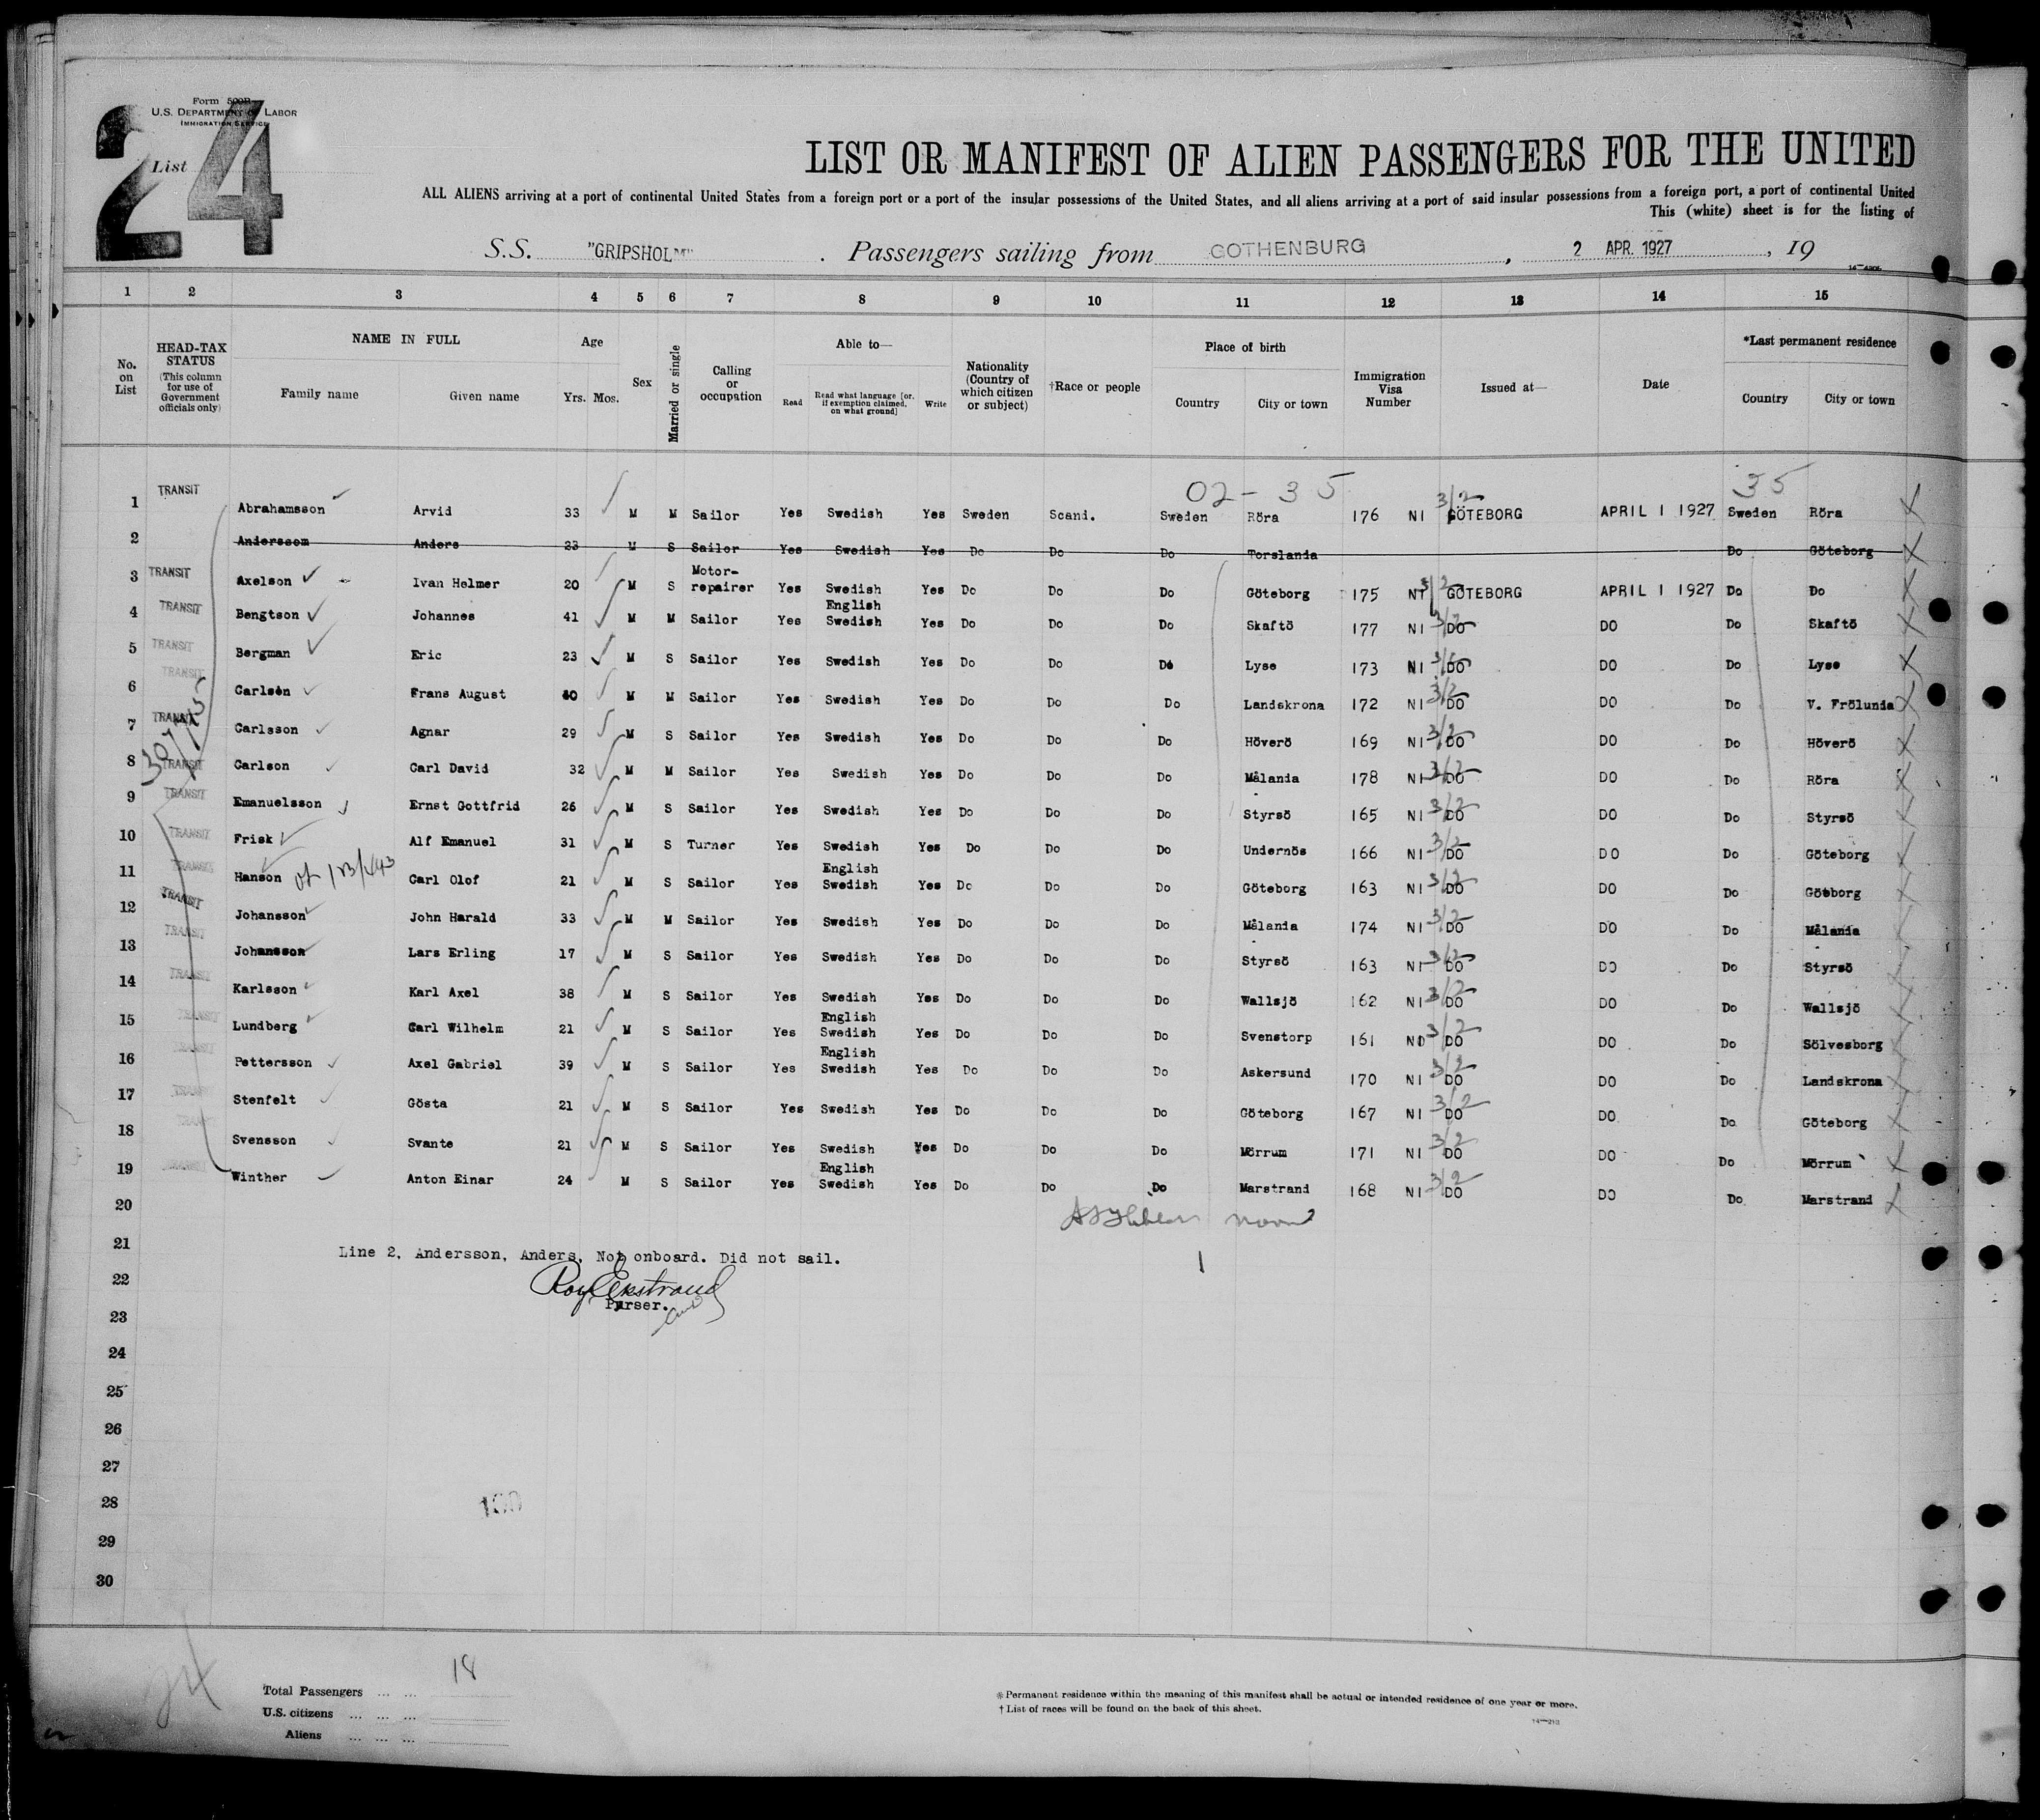 Form 500B
U.S. DEPARTMENT OF LABOR
IMMIGRATION SERVICE
24
List
LIST OR MANIFEST OF ALIEN PASSENGERS FOR THE UNITED
ALL ALIENS arriving at a port of continental United States from a foreign port or a port of the insular possessions of the United States, and all aliens arriving at a port of said insular possessions from a foreign port, a port of continental United
This (white) sheet is for the listing of
S.S. "GRIPSHOLM" . Passengers sailing from GOTHENBURG , 2 APR. 1927 , 19
1 2 3 4 5 6 7 8 9 10 11 12 13 14 15
No. on List HEAD-TAX STATUS (This column for use of Government officials only) NAME IN FULL Family name Given name Age Yrs. Mos. Sex Married or single Calling or occupation Able to— Read Read what language [or, if exemption claimed, on what ground] Write Nationality (Country of which citizen or subject) †Race or people Place of birth Country City or town Immigration Visa Number Issued at— Date *Last permanent residence Country City or town
02 - 35 35
1 TRANSIT Abrahamsson Arvid 33 M M Sailor Yes Swedish Yes Sweden Scand. Sweden Röra 176 NI 3/2 GÖTEBORG APRIL 1 1927 Sweden Röra
2 Andersson Anders 23 M S Sailor Yes Swedish Yes Do Do Do Torslanda Do Göteborg
3 TRANSIT Axelson Ivan Helmer 20 M S Motor-repairer Yes Swedish Yes Do Do Do Göteborg 175 NI 3/2 GÖTEBORG APRIL 1 1927 Do Do
4 TRANSIT Bengtson Johannes 41 M M Sailor Yes English Swedish Yes Do Do Do Skaftö 177 NI 3/2 DO DO Do Skaftö
5 TRANSIT Bergman Eric 23 M S Sailor Yes Swedish Yes Do Do Do Lyse 173 NI 3/2 DO DO Do Lyse
6 TRANSIT Carlsén Frans August 40 M M Sailor Yes Swedish Yes Do Do Do Landskrona 172 NI 3/2 DO DO Do V. Frölunda
7 TRANSIT Carlsson Agnar 29 M S Sailor Yes Swedish Yes Do Do Do Höverö 169 NI 3/2 DO DO Do Höverö
8 TRANSIT Carlson Carl David 32 M M Sailor Yes Swedish Yes Do Do Do Målanda 178 NI 3/2 DO DO Do Röra
9 TRANSIT Emanuelsson Ernst Gottfrid 26 M S Sailor Yes Swedish Yes Do Do Do Styrsö 165 NI 3/2 DO DO Do Styrsö
10 TRANSIT Frisk Alf Emanuel 31 M S Turner Yes Swedish Yes Do Do Do Undernös 166 NI 3/2 DO DO Do Göteborg
11 TRANSIT Hanson Carl Olof 21 M S Sailor Yes English Swedish Yes Do Do Do Göteborg 163 NI 3/2 DO DO Do Göteborg
12 TRANSIT Johansson John Harald 33 M M Sailor Yes Swedish Yes Do Do Do Målanda 174 NI 3/2 DO DO Do Målanda
13 TRANSIT Johansson Lars Erling 17 M S Sailor Yes Swedish Yes Do Do Do Styrsö 163 NI 3/2 DO DO Do Styrsö
14 TRANSIT Karlsson Karl Axel 38 M S Sailor Yes Swedish Yes Do Do Do Wallsjö 162 NI 3/2 DO DO Do Wallsjö
15 TRANSIT Lundberg Carl Wilhelm 21 M S Sailor Yes English Swedish Yes Do Do Do Svenstorp 161 NO 3/2 DO DO Do Sölvesborg
16 TRANSIT Pettersson Axel Gabriel 39 M S Sailor Yes English Swedish Yes Do Do Do Askersund 170 NI 3/2 DO DO Do Landskrona
17 TRANSIT Stenfelt Gösta 21 M S Sailor Yes Swedish Yes Do Do Do Göteborg 167 NI 3/2 DO DO Do Göteborg
18 TRANSIT Svensson Svante 21 M S Sailor Yes Swedish Yes Do Do Do Mörrum 171 NI 3/2 DO DO Do Mörrum
19 TRANSIT Winther Anton Einar 24 M S Sailor Yes English Swedish Yes Do Do Do Marstrand 168 NI 3/2 DO DO Do Marstrand
20
21 Line 2, Andersson, Anders, Not onboard. Did not sail. 1
22 Roy Ekstrand
Purser.
23
24
25
26
27
28
29
30
18
24
Total Passengers ... ...
U.S. citizens ... ... ...
Aliens ... ... ...
*Permanent residence within the meaning of this manifest shall be actual or intended residence of one year or more.
†List of races will be found on the back of this sheet.